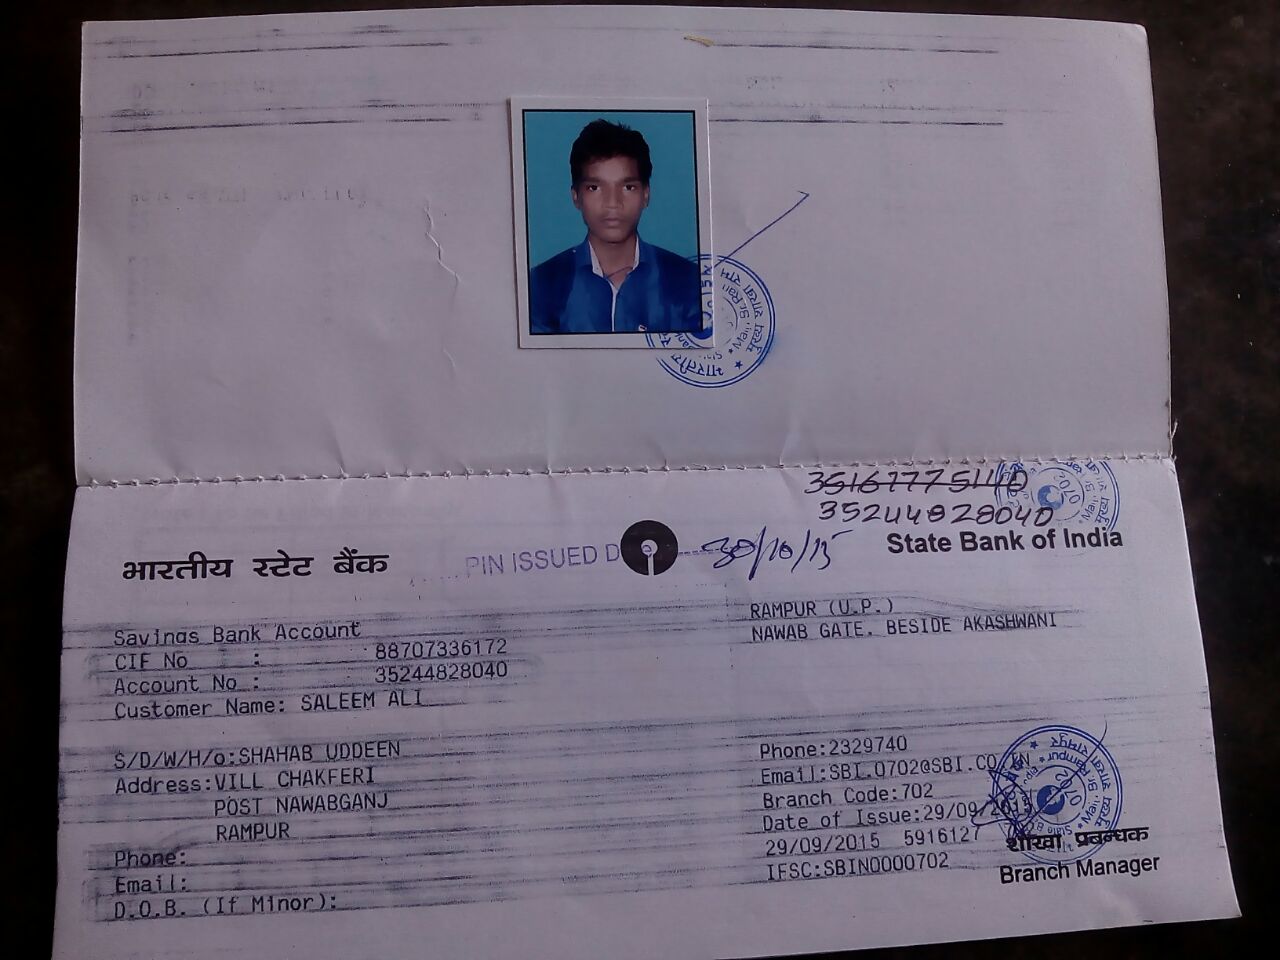 35167775140
35244828040
भारतीय स्टेट बैंक
PIN ISSUED D
30/10/15
State Bank of India
RAMPUR (U.P.)
NAWAB GATE, BESIDE AKASHWANI
Savings Bank Account
CIF No : 88707336172
Account No : 35244828040
Customer Name: SALEEM ALI
S/D/W/H/o:SHAHAB UDDEEN
Address:VILL CHAKFERI
POST NAWABGANJ
RAMPUR
Phone:
Email:
D.O.B. (If Minor):
Phone:2329740
Email:SBI.0702@SBI.CO.IN
Branch Code:702
Date of Issue:29/09/2015
29/09/2015 5916127
IFSC:SBIN0000702
शाखा प्रबन्धक
Branch Manager